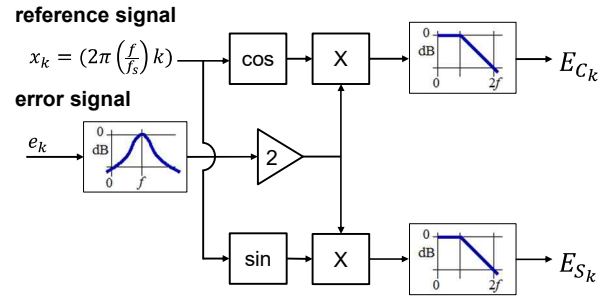 reference signal
x_k = (2π (f/f_s) k)
cos
X
0
dB
0
2f
E_{C_k}
error signal
e_k
0
dB
0
f
2
sin
X
0
dB
0
2f
E_{S_k}